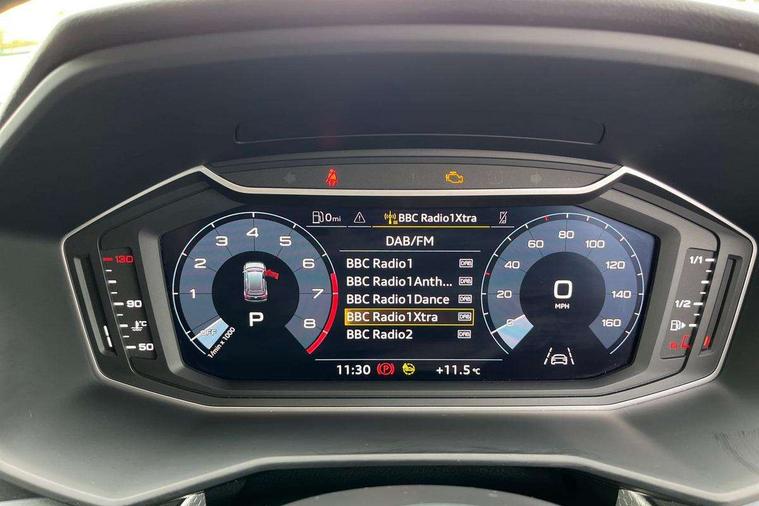 0mi BBC Radio1Xtra
DAB/FM
BBC Radio1 DAB
BBC Radio1Anth... DAB
BBC Radio1Dance DAB
BBC Radio1Xtra DAB
BBC Radio2 DAB
11:30 (P) +11.5 °C
1 2 3 4 5 6 7 8
OFF
1/min x 1000
P
0 20 40 60 80 100 120 140 160
0
MPH
130
90
°C
50
1/1
1/2